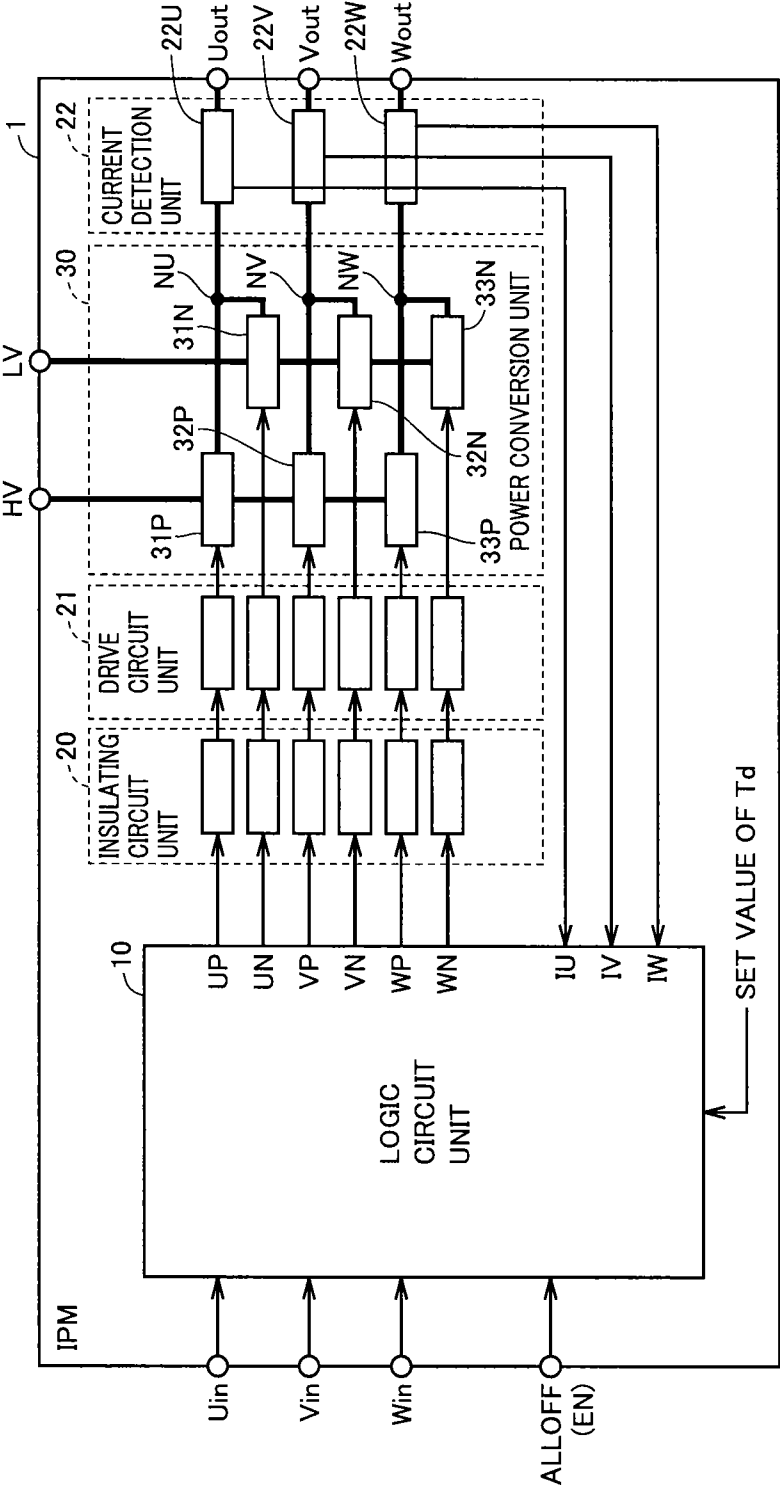 IPM
1
HV
LV
Uin
Vin
Win
ALLOFF
(EN)
10
LOGIC
CIRCUIT
UNIT
UP
UN
VP
VN
WP
WN
IU
IV
IW
SET VALUE OF Td
20
INSULATING
CIRCUIT
UNIT
21
DRIVE
CIRCUIT
UNIT
30
31P
32P
33P
31N
32N
33N
NU
NV
NW
POWER CONVERSION UNIT
22
CURRENT
DETECTION
UNIT
22U
Uout
22V
Vout
22W
Wout